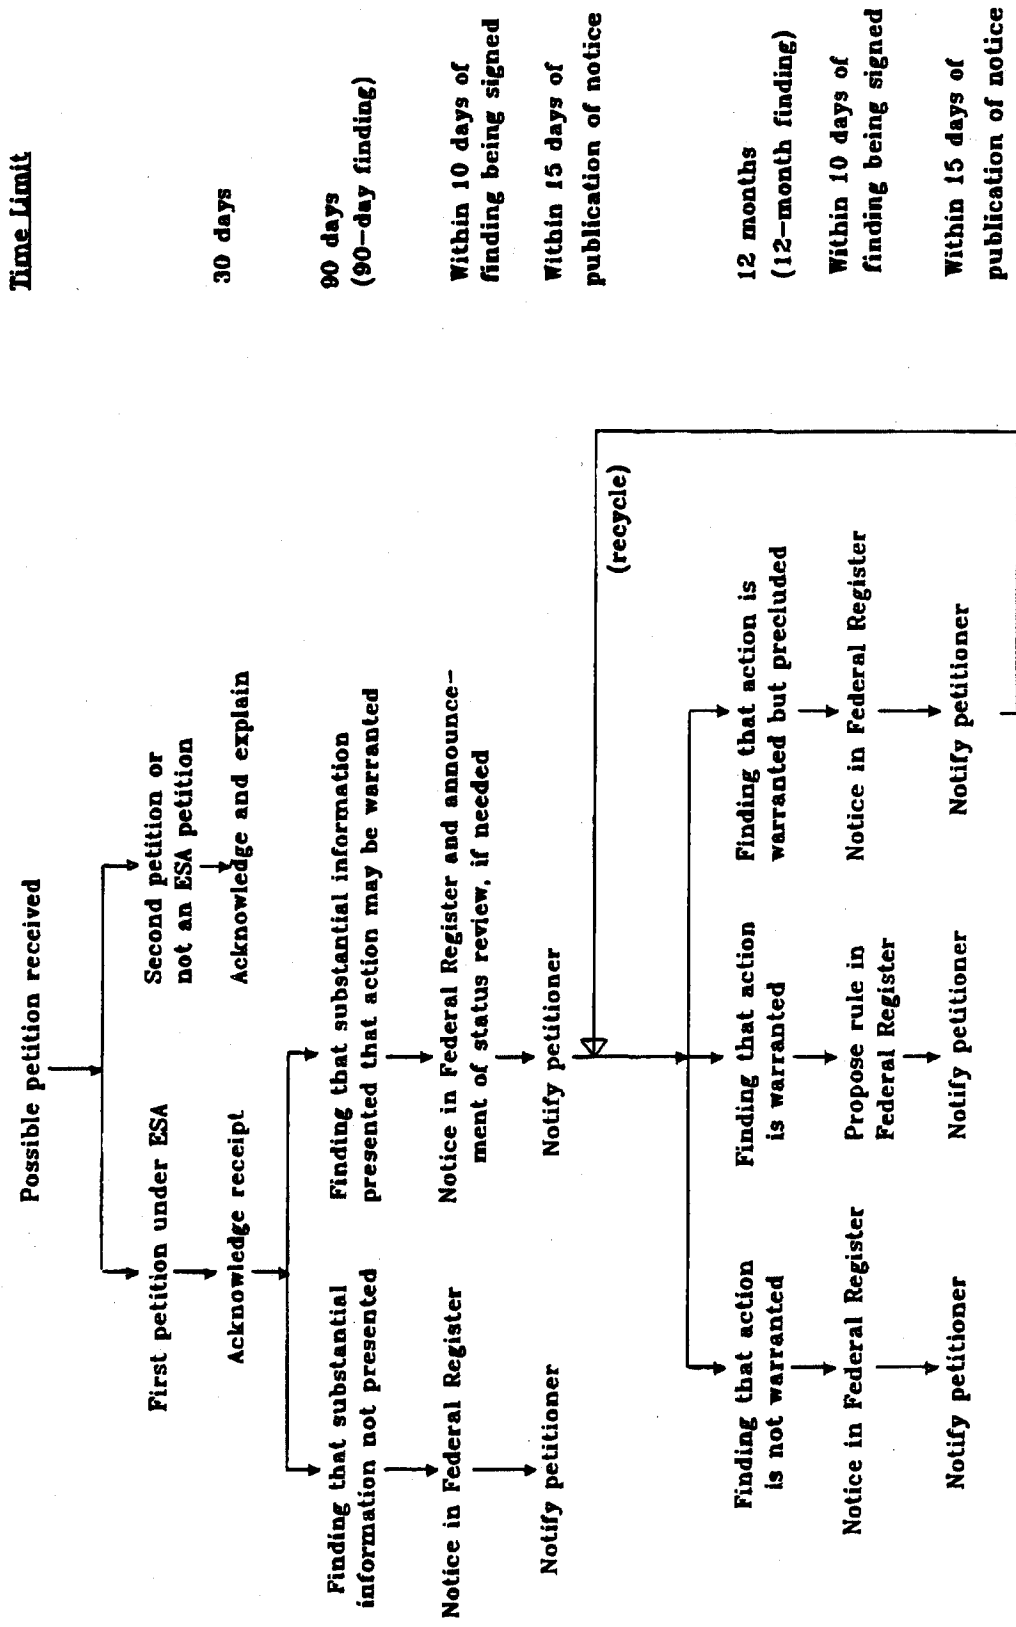 Time Limit
Possible petition received
First petition under ESA
Second petition or
not an ESA petition
Acknowledge receipt
Acknowledge and explain
30 days
Finding that substantial
information not presented
Finding that substantial information
presented that action may be warranted
90 days
(90-day finding)
Notice in Federal Register
Notice in Federal Register and announce-
ment of status review, if needed
Within 10 days of
finding being signed
Notify petitioner
Notify petitioner
Within 15 days of
publication of notice
(recycle)
Finding that action
is not warranted
Finding that action
is warranted
Finding that action is
warranted but precluded
12 months
(12-month finding)
Notice in Federal Register
Propose rule in
Federal Register
Notice in Federal Register
Within 10 days of
finding being signed
Notify petitioner
Notify petitioner
Notify petitioner
Within 15 days of
publication of notice